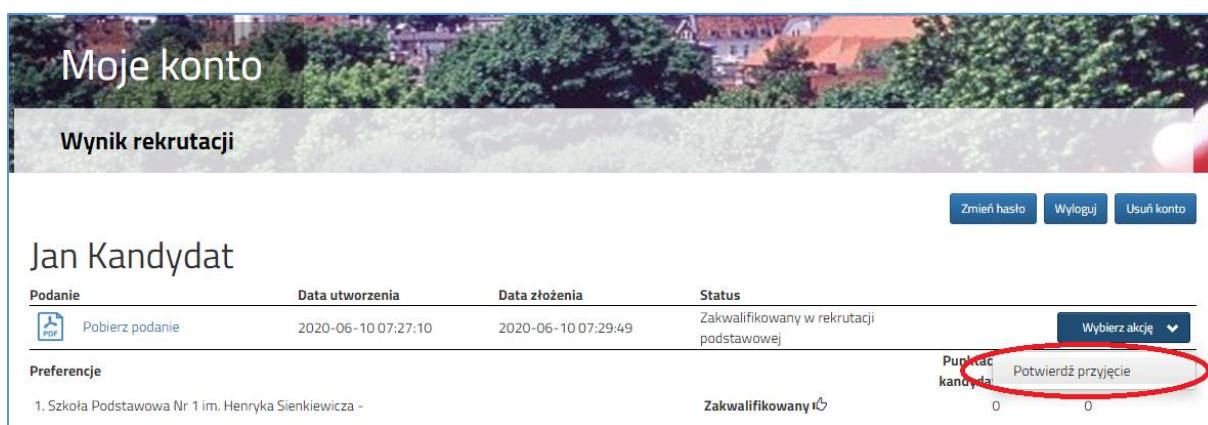 Moje konto
Wynik rekrutacji
Zmień hasło Wyloguj Usuń konto
Jan Kandydat
Podanie Data utworzenia Data złożenia Status
PDF Pobierz podanie 2020-06-10 07:27:10 2020-06-10 07:29:49 Zakwalifikowany w rekrutacji
podstawowej
Wybierz akcję
Preferencje
Potwierdź przyjęcie
1. Szkoła Podstawowa Nr 1 im. Henryka Sienkiewicza - Zakwalifikowany 0 0